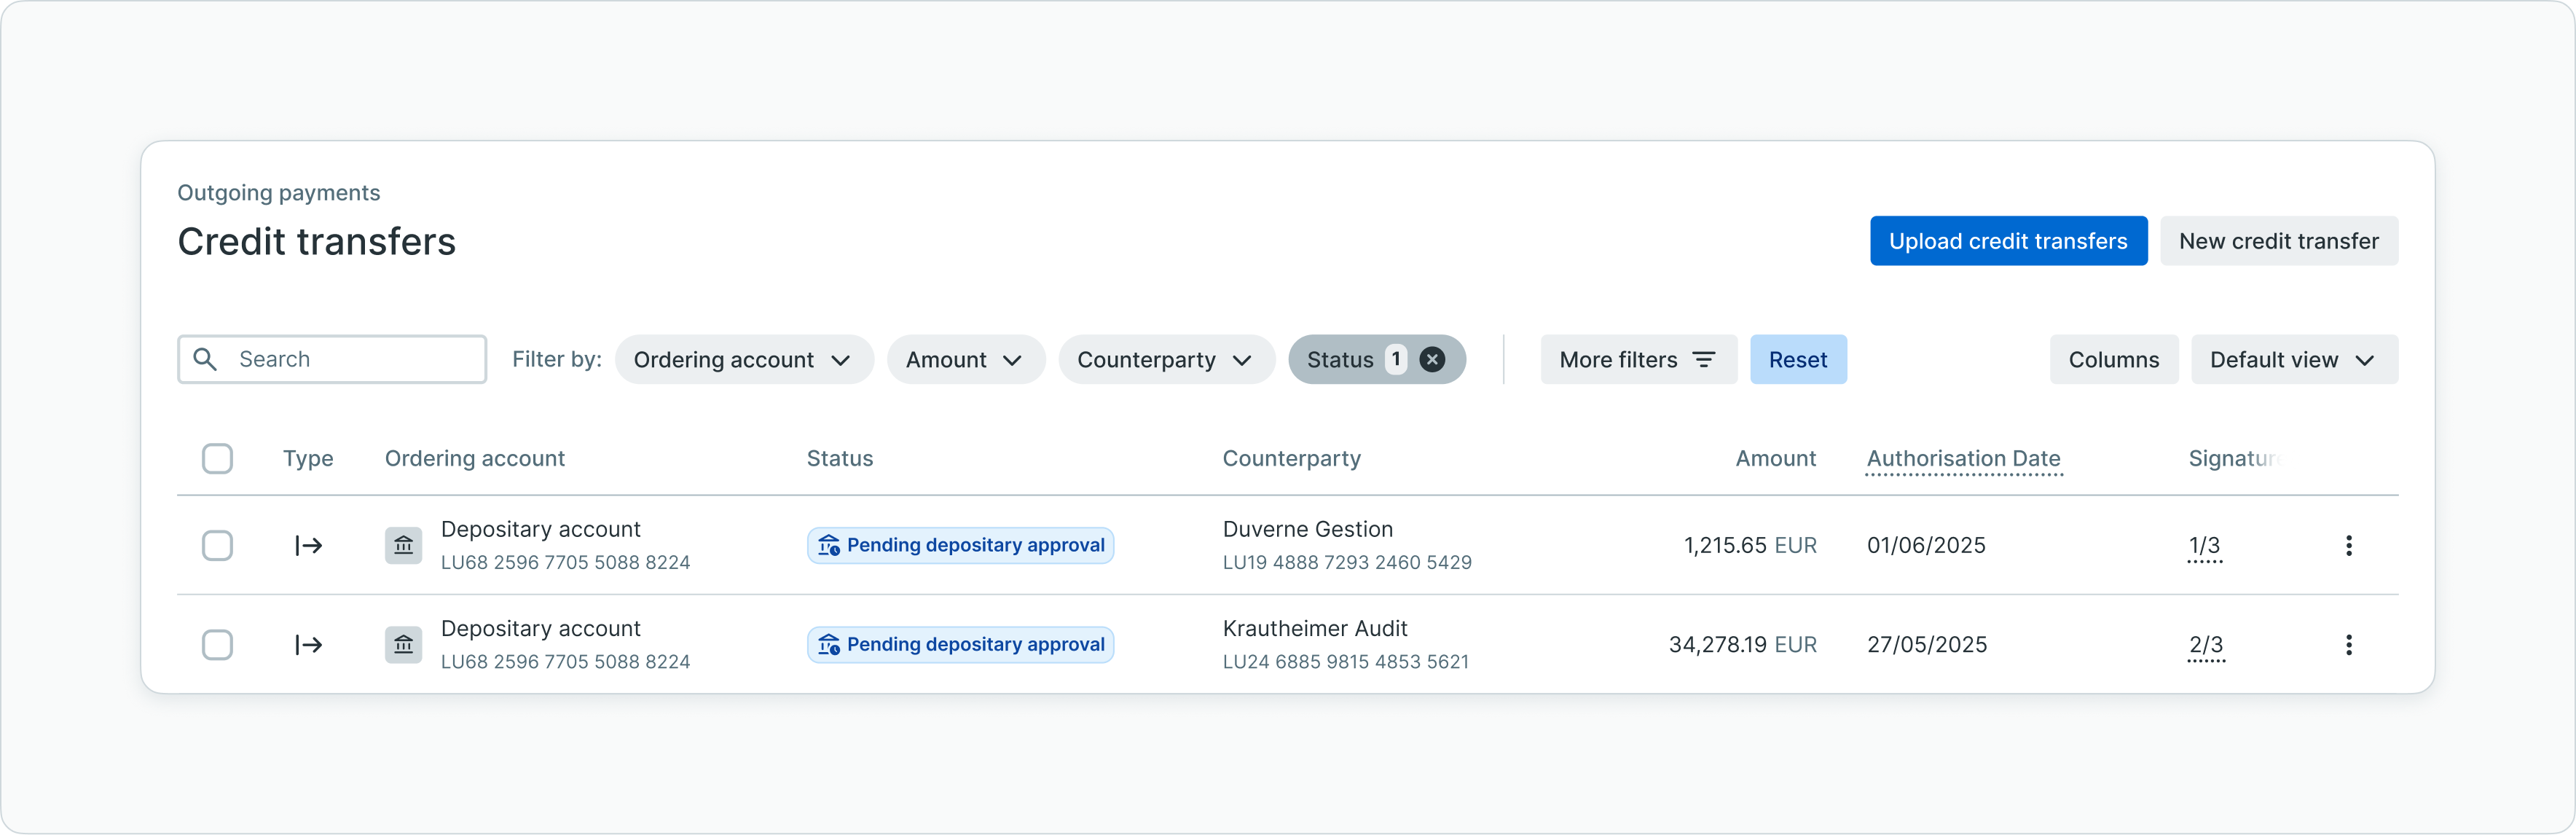 Outgoing payments
Credit transfers
Upload credit transfers
New credit transfer
Search
Filter by:
Ordering account
Amount
Counterparty
Status 1
More filters
Reset
Columns
Default view
Type
Ordering account
Status
Counterparty
Amount
Authorisation Date
Signatur
Depositary account
LU68 2596 7705 5088 8224
Pending depositary approval
Duverne Gestion
LU19 4888 7293 2460 5429
1,215.65 EUR
01/06/2025
1/3
Depositary account
LU68 2596 7705 5088 8224
Pending depositary approval
Krautheimer Audit
LU24 6885 9815 4853 5621
34,278.19 EUR
27/05/2025
2/3